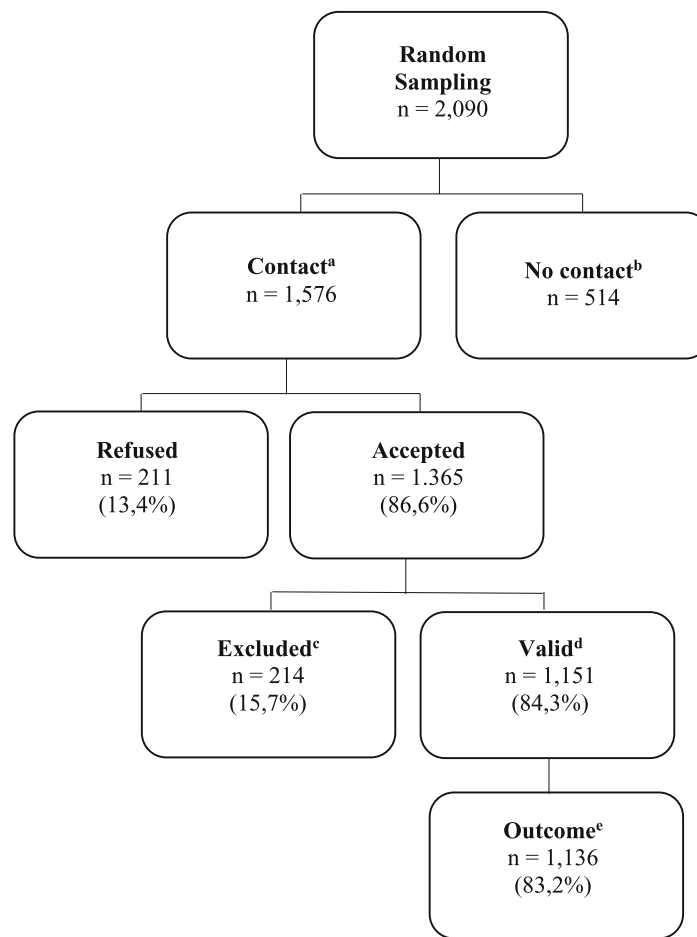 Random
Sampling
n = 2,090
Contactᵃ
n = 1,576
No contactᵇ
n = 514
Refused
n = 211
(13,4%)
Accepted
n = 1.365
(86,6%)
Excludedᶜ
n = 214
(15,7%)
Validᵈ
n = 1,151
(84,3%)
Outcomeᵉ
n = 1,136
(83,2%)